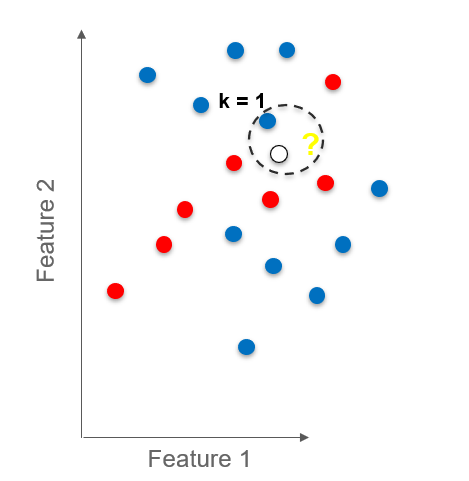 k = 1
?
Feature 2
Feature 1